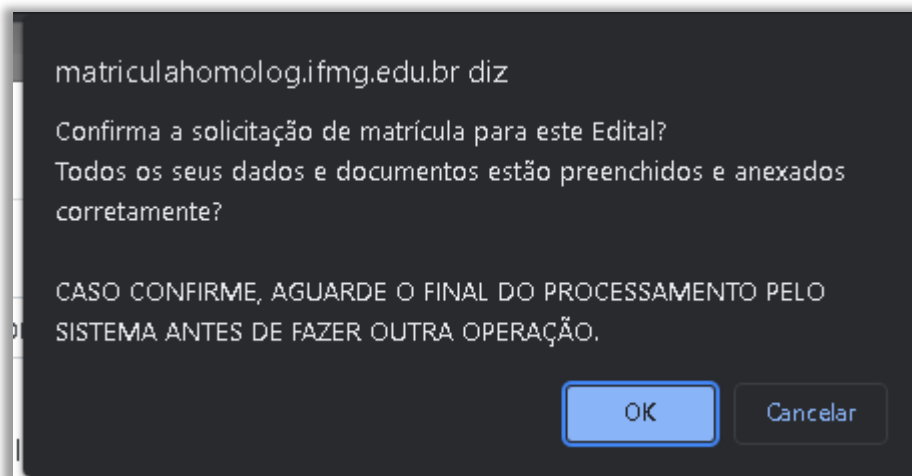 matriculahomolog.ifmg.edu.br diz
Confirma a solicitação de matrícula para este Edital?
Todos os seus dados e documentos estão preenchidos e anexados
corretamente?
CASO CONFIRME, AGUARDE O FINAL DO PROCESSAMENTO PELO
SISTEMA ANTES DE FAZER OUTRA OPERAÇÃO.
OK Cancelar